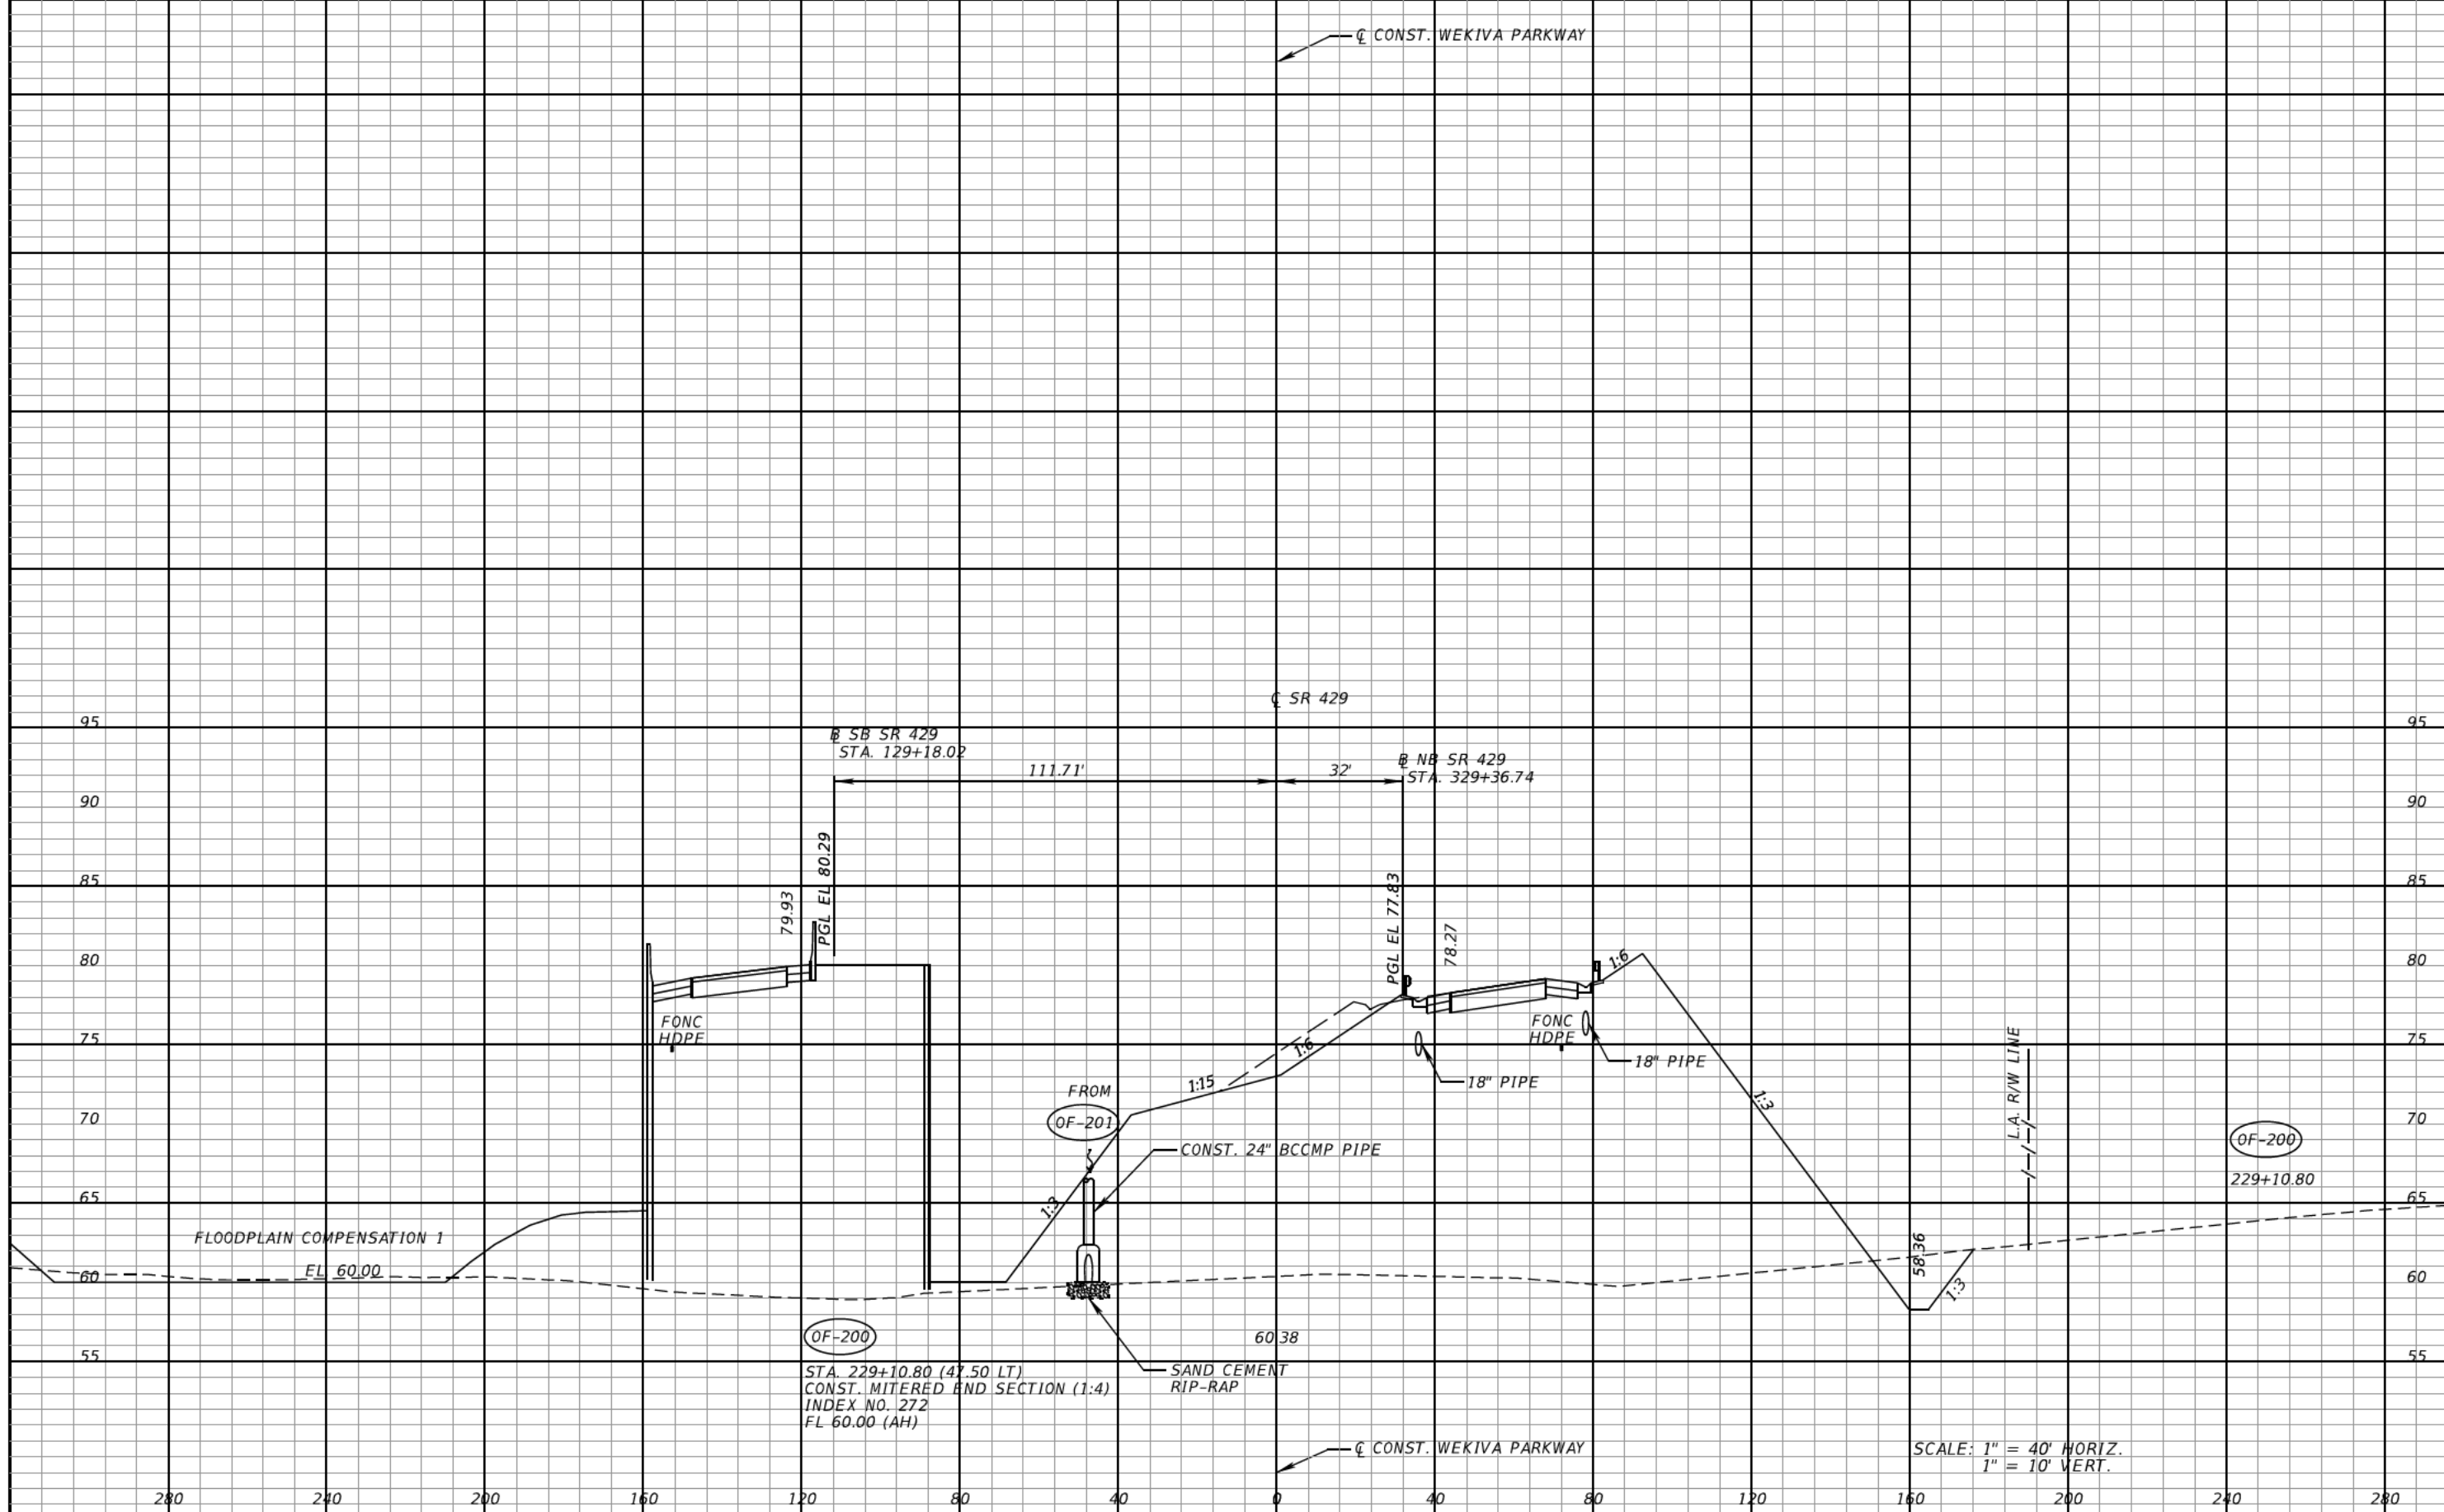 ℄ CONST. WEKIVA PARKWAY
℄ SR 429
95
95
B SB SR 429
STA. 129+18.02
B NB SR 429
STA. 329+36.74
111.71'
32'
90
90
PGL EL 80.29
79.93
PGL EL 77.83
78.27
85
85
80
80
1:6
FONC
HDPE
FONC
HDPE
75
75
1:6
18" PIPE
18" PIPE
1:15
L.A. R/W LINE
FROM
OF-201
1:3
70
70
OF-200
229+10.80
CONST. 24" BCCMP PIPE
65
65
1:3
FLOODPLAIN COMPENSATION 1
EL 60.00
58.36
1:3
60
60
OF-200
60.38
55
55
STA. 229+10.80 (47.50 LT)
CONST. MITERED END SECTION (1:4)
INDEX NO. 272
FL 60.00 (AH)
SAND CEMENT
RIP-RAP
℄ CONST. WEKIVA PARKWAY
SCALE: 1" = 40' HORIZ.
1" = 10' VERT.
280 240 200 160 120 80 40 0 40 80 120 160 200 240 280